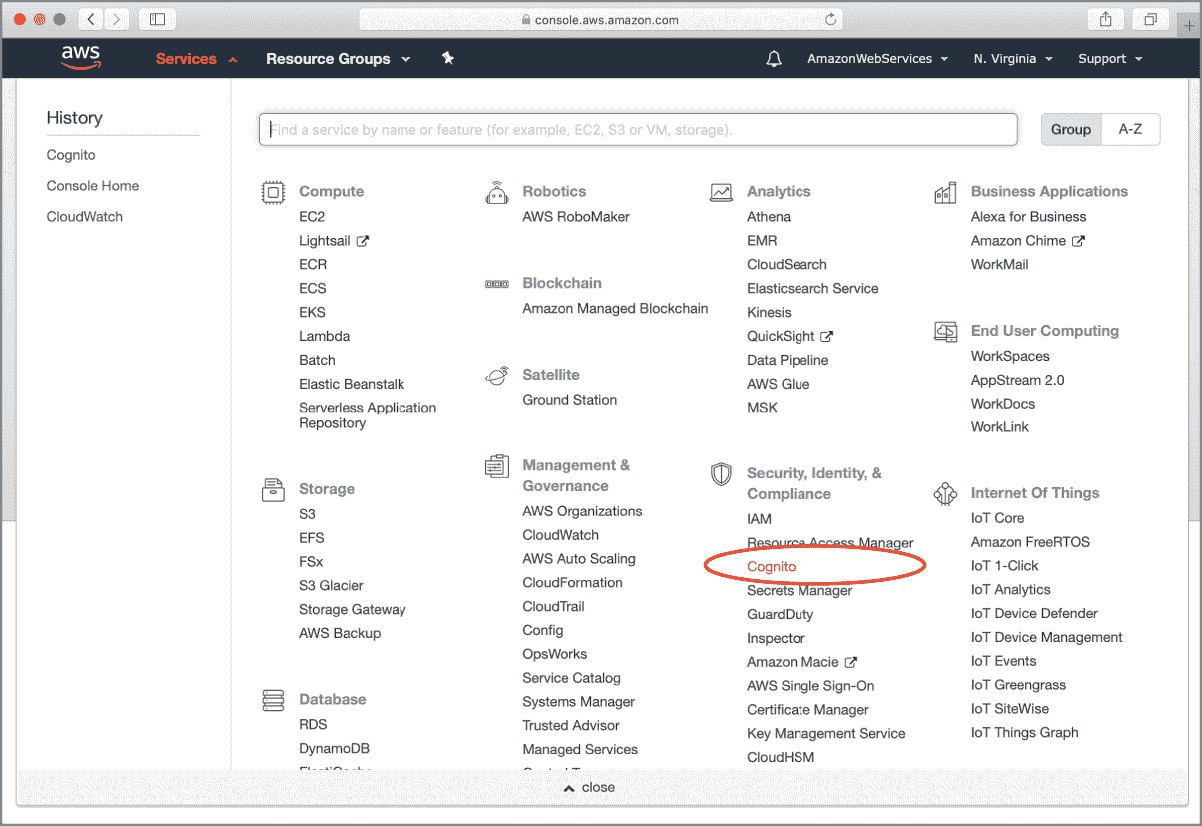 console.aws.amazon.com
aws
Services
Resource Groups
AmazonWebServices
N. Virginia
Support
History
Cognito
Console Home
CloudWatch
Find a service by name or feature (for example, EC2, S3 or VM, storage).
Group
A-Z
Compute
EC2
Lightsail
ECR
ECS
EKS
Lambda
Batch
Elastic Beanstalk
Serverless Application
Repository
Storage
S3
EFS
FSx
S3 Glacier
Storage Gateway
AWS Backup
Database
RDS
DynamoDB
ElastiCache
Robotics
AWS RoboMaker
Blockchain
Amazon Managed Blockchain
Satellite
Ground Station
Management &
Governance
AWS Organizations
CloudWatch
AWS Auto Scaling
CloudFormation
CloudTrail
Config
OpsWorks
Service Catalog
Systems Manager
Trusted Advisor
Managed Services
Analytics
Athena
EMR
CloudSearch
Elasticsearch Service
Kinesis
QuickSight
Data Pipeline
AWS Glue
MSK
Security, Identity, &
Compliance
IAM
Resource Access Manager
Cognito
Secrets Manager
GuardDuty
Inspector
Amazon Macie
AWS Single Sign-On
Certificate Manager
Key Management Service
CloudHSM
Business Applications
Alexa for Business
Amazon Chime
WorkMail
End User Computing
WorkSpaces
AppStream 2.0
WorkDocs
WorkLink
Internet Of Things
IoT Core
Amazon FreeRTOS
IoT 1-Click
IoT Analytics
IoT Device Defender
IoT Device Management
IoT Events
IoT Greengrass
IoT SiteWise
IoT Things Graph
close